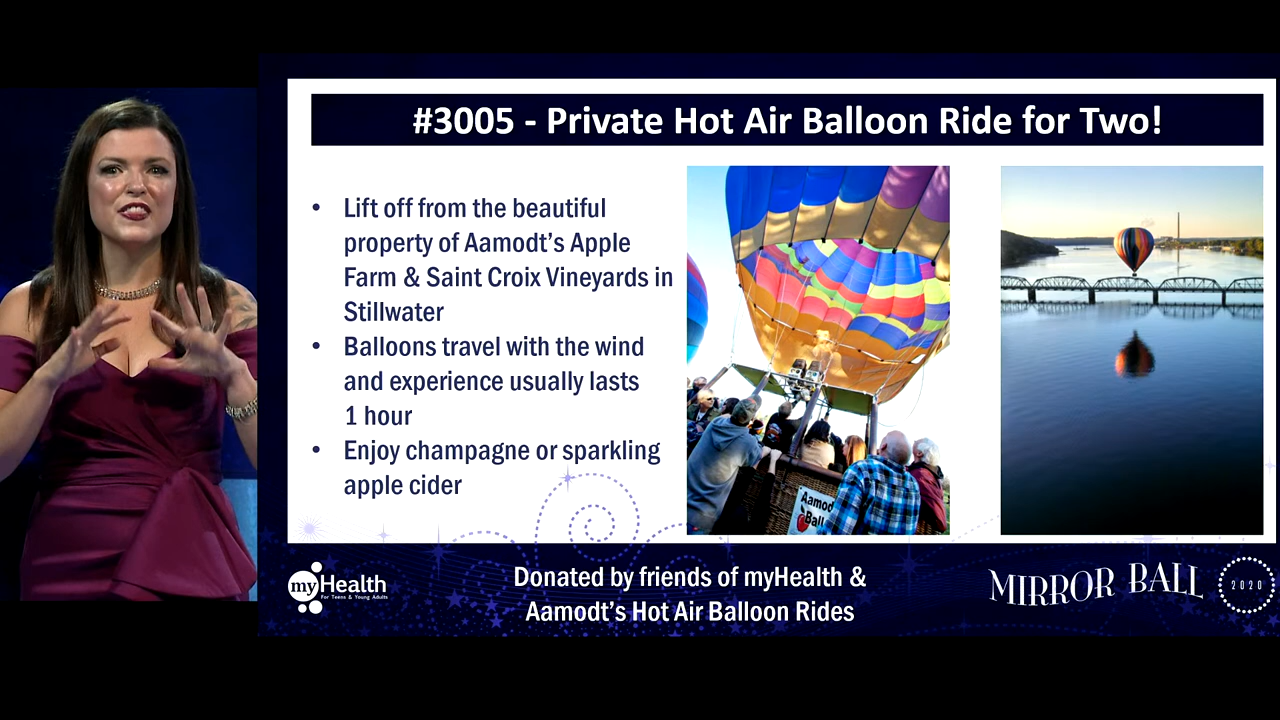 #3005 - Private Hot Air Balloon Ride for Two!
• Lift off from the beautiful
property of Aamodt's Apple
Farm & Saint Croix Vineyards in
Stillwater
• Balloons travel with the wind
and experience usually lasts
1 hour
• Enjoy champagne or sparkling
apple cider
Aamod
Ball
myHealth
For Teens & Young Adults
Donated by friends of myHealth &
Aamodt's Hot Air Balloon Rides
MIRROR BALL
2020